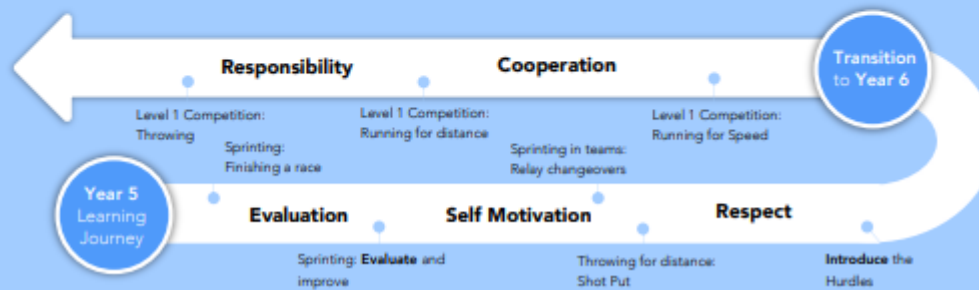 Responsibility
Cooperation
Transition
to Year 6
Level 1 Competition:
Throwing
Level 1 Competition:
Running for distance
Level 1 Competition:
Running for Speed
Sprinting:
Finishing a race
Sprinting in teams:
Relay changeovers
Year 5
Learning
Journey
Evaluation
Self Motivation
Respect
Sprinting: Evaluate and
improve
Throwing for distance:
Shot Put
Introduce the
Hurdles